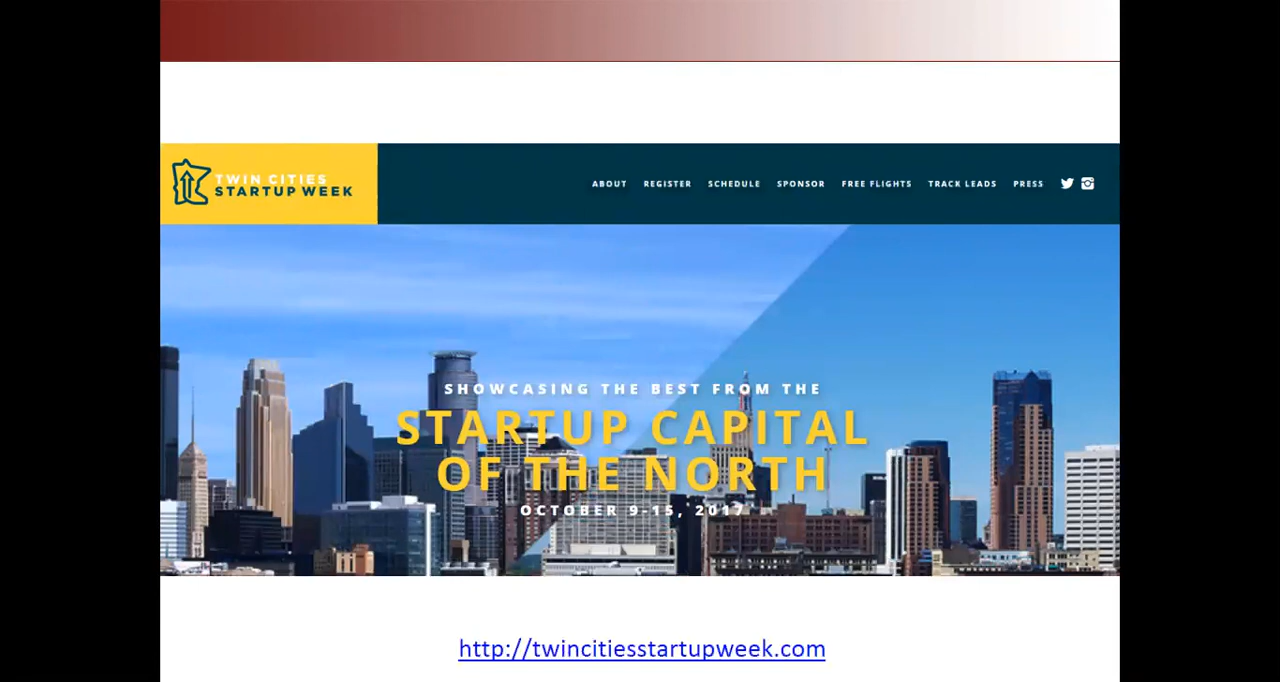 TWIN CITIES
STARTUP WEEK
ABOUT REGISTER SCHEDULE SPONSOR FREE FLIGHTS TRACK LEADS PRESS
SHOWCASING THE BEST FROM THE
STARTUP CAPITAL
OF THE NORTH
OCTOBER 9-15, 2017
http://twincitiesstartupweek.com